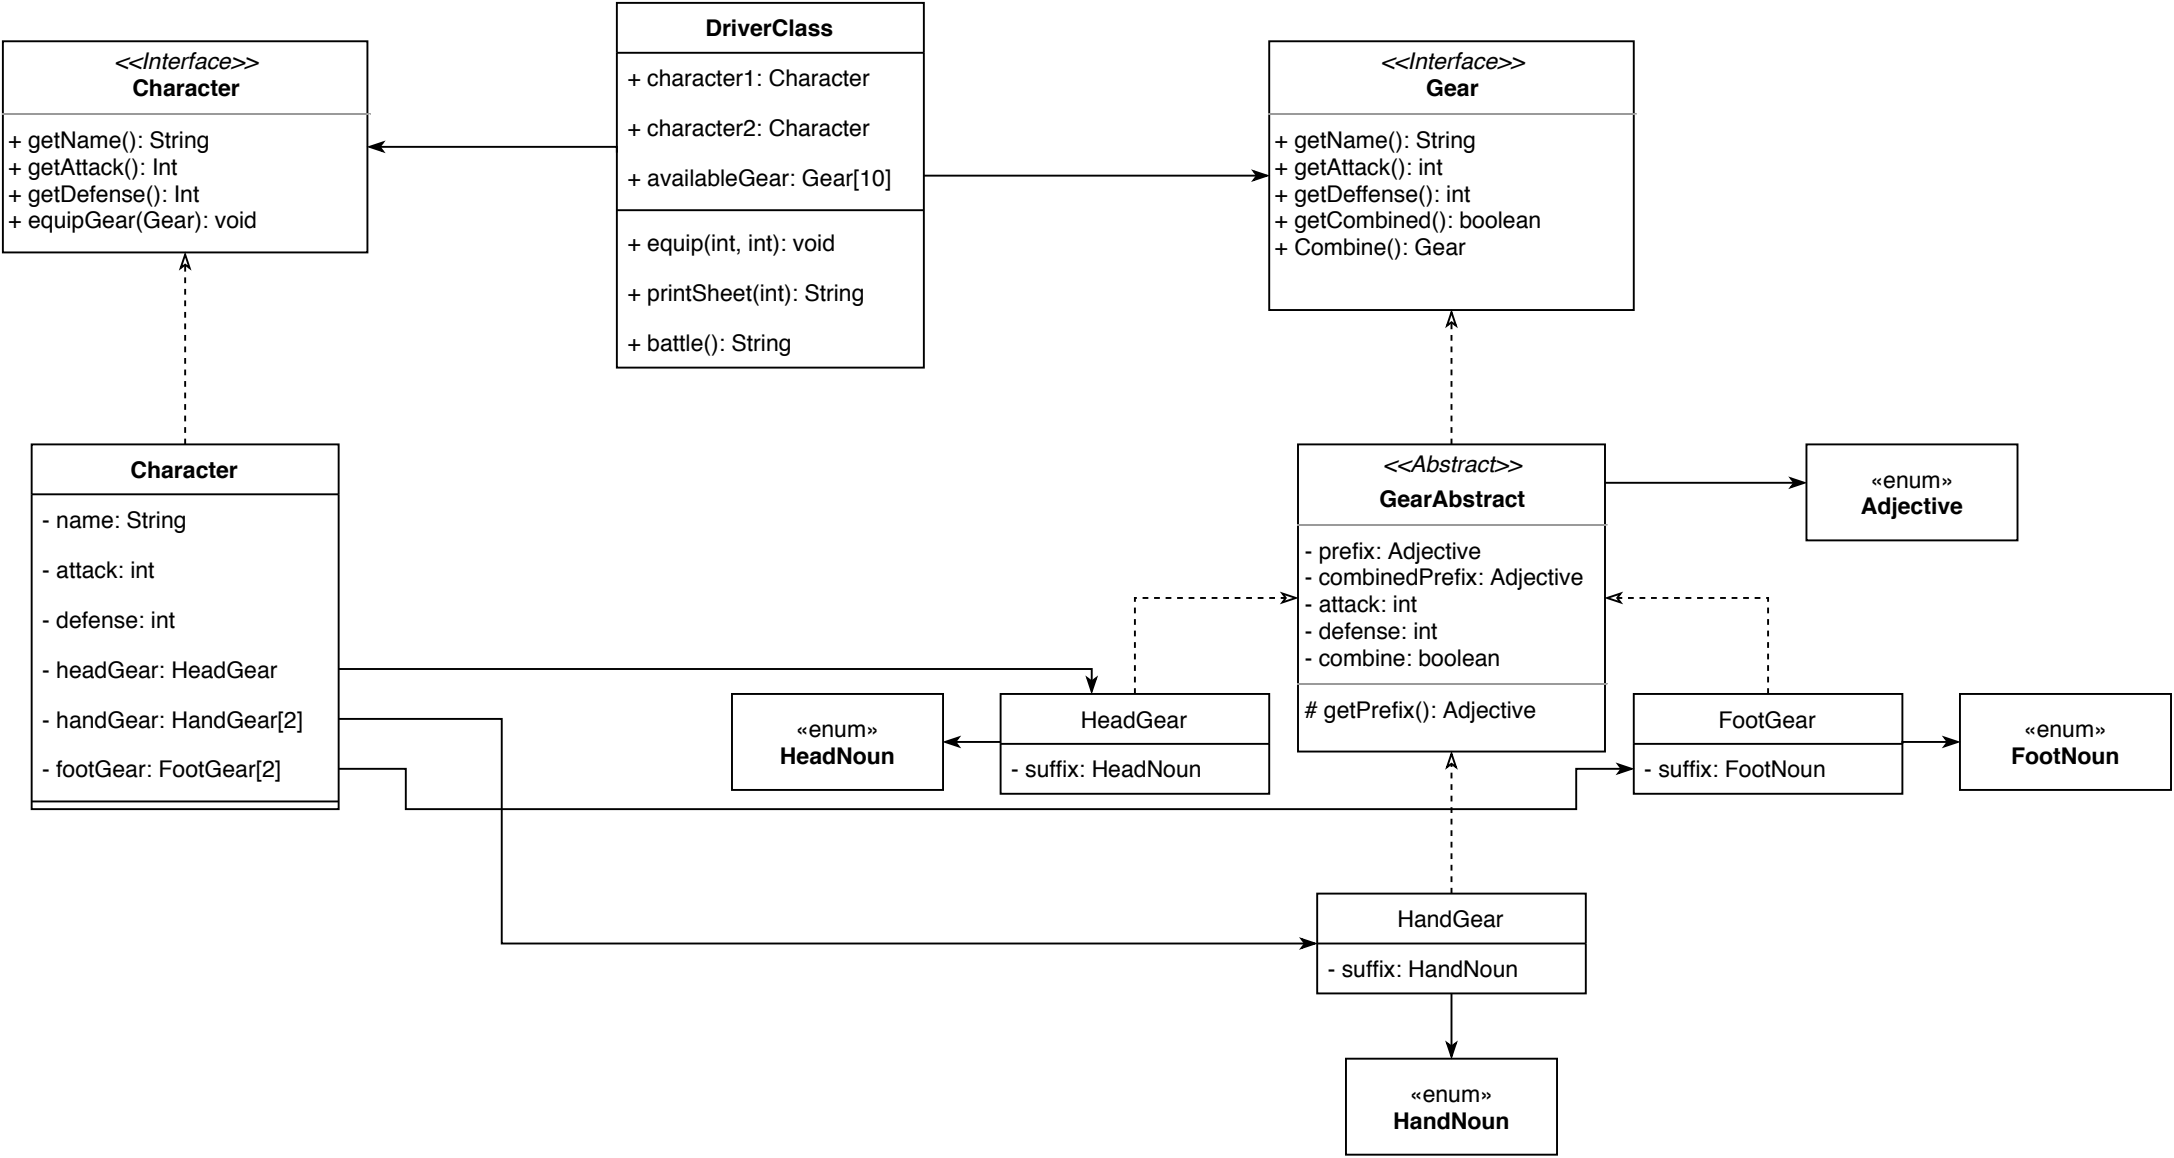 <<Interface>>
Character
+ getName(): String
+ getAttack(): Int
+ getDefense(): Int
+ equipGear(Gear): void
DriverClass
+ character1: Character
+ character2: Character
+ availableGear: Gear[10]
+ equip(int, int): void
+ printSheet(int): String
+ battle(): String
<<Interface>>
Gear
+ getName(): String
+ getAttack(): int
+ getDeffense(): int
+ getCombined(): boolean
+ Combine(): Gear
Character
- name: String
- attack: int
- defense: int
- headGear: HeadGear
- handGear: HandGear[2]
- footGear: FootGear[2]
<<Abstract>>
GearAbstract
- prefix: Adjective
- combinedPrefix: Adjective
- attack: int
- defense: int
- combine: boolean
# getPrefix(): Adjective
«enum»
Adjective
«enum»
HeadNoun
HeadGear
- suffix: HeadNoun
FootGear
- suffix: FootNoun
«enum»
FootNoun
HandGear
- suffix: HandNoun
«enum»
HandNoun